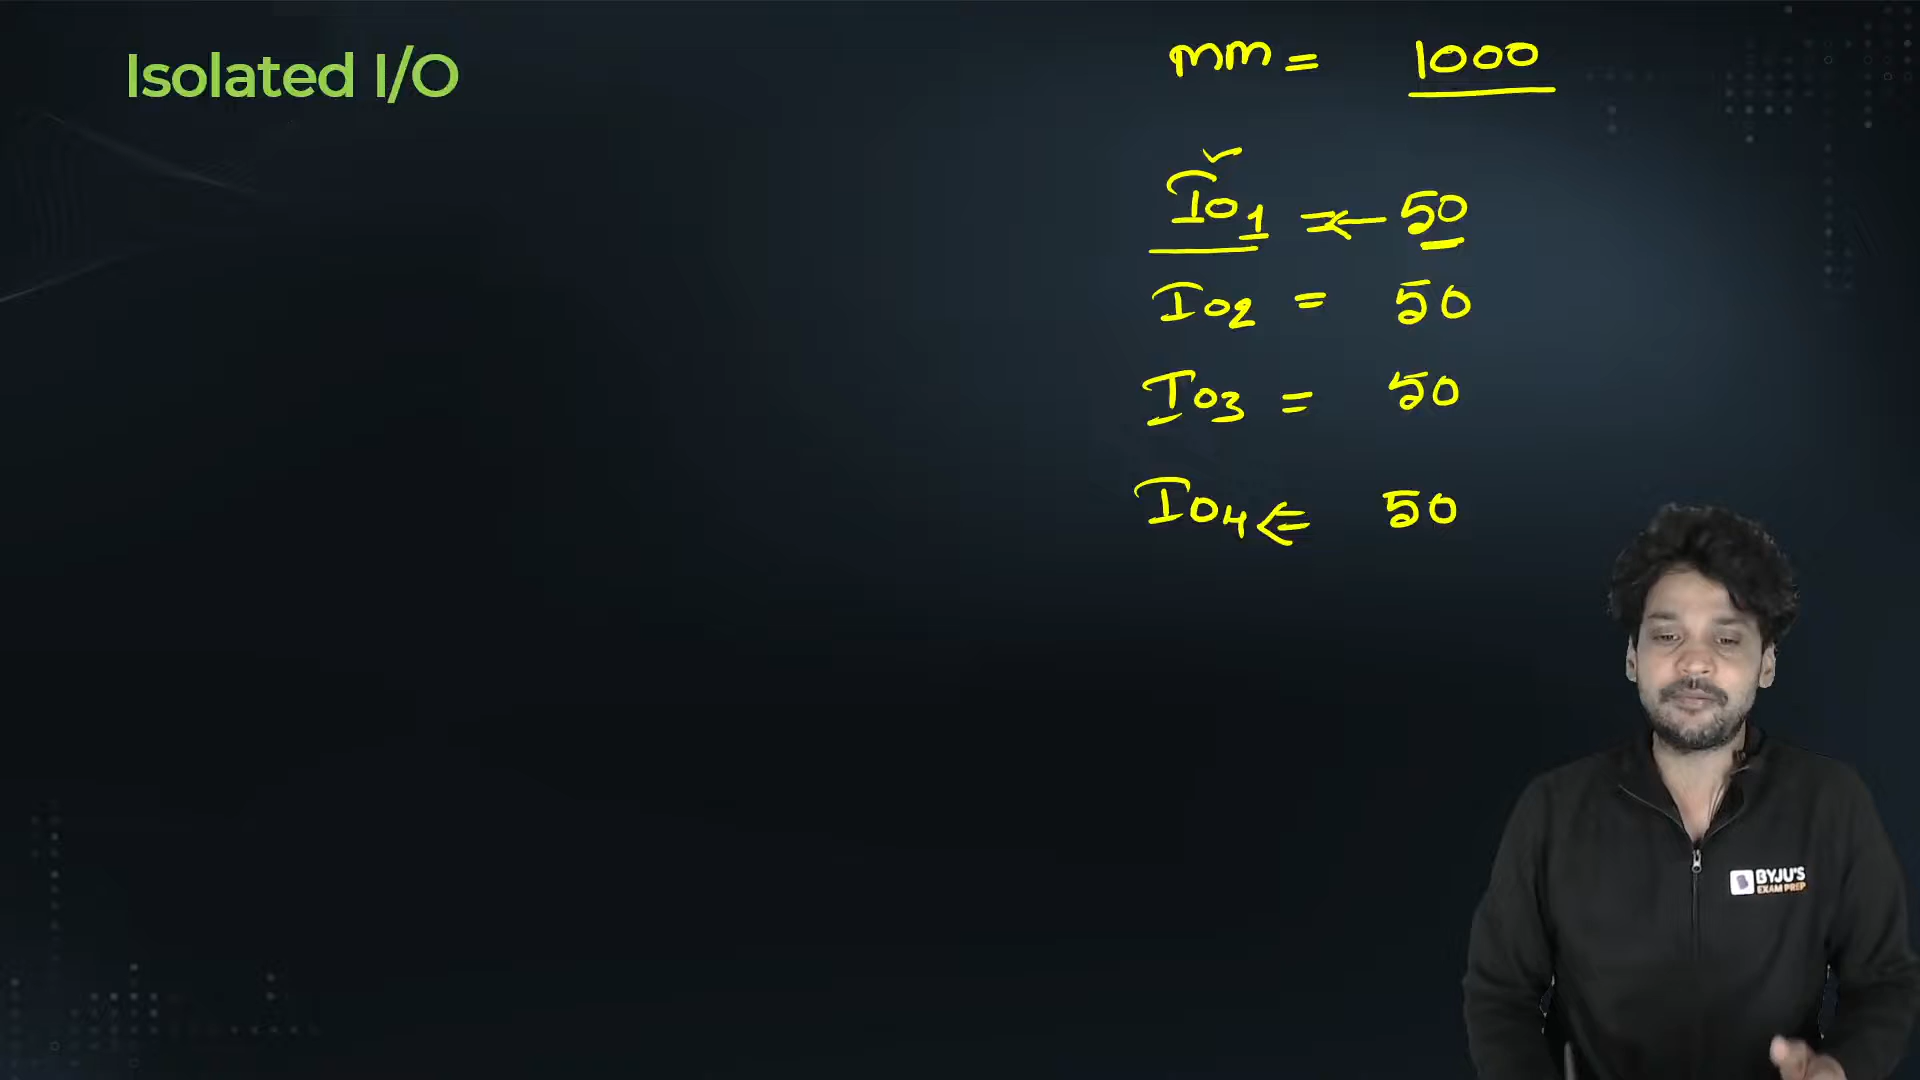 Isolated I/O
mm = 1000
IO1 =← 50
IO2 = 50
IO3 = 50
IO4 <= 50
BYJU'S
EXAM PREP